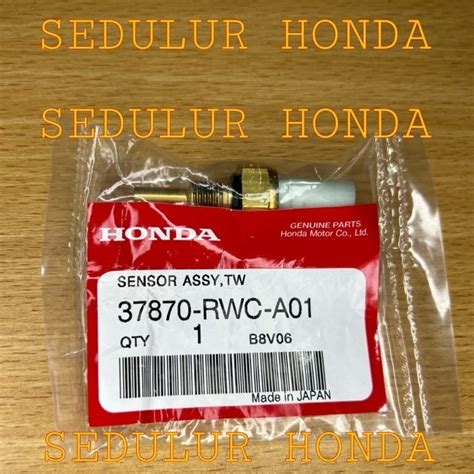 SEDULUR HONDA
SEDULUR HONDA
GENUINE PARTS
Honda Motor Co., Ltd.
HONDA
SENSOR ASSY,TW
37870-RWC-A01
QTY 1 B8V06
Made in JAPAN
SEDULUR HONDA